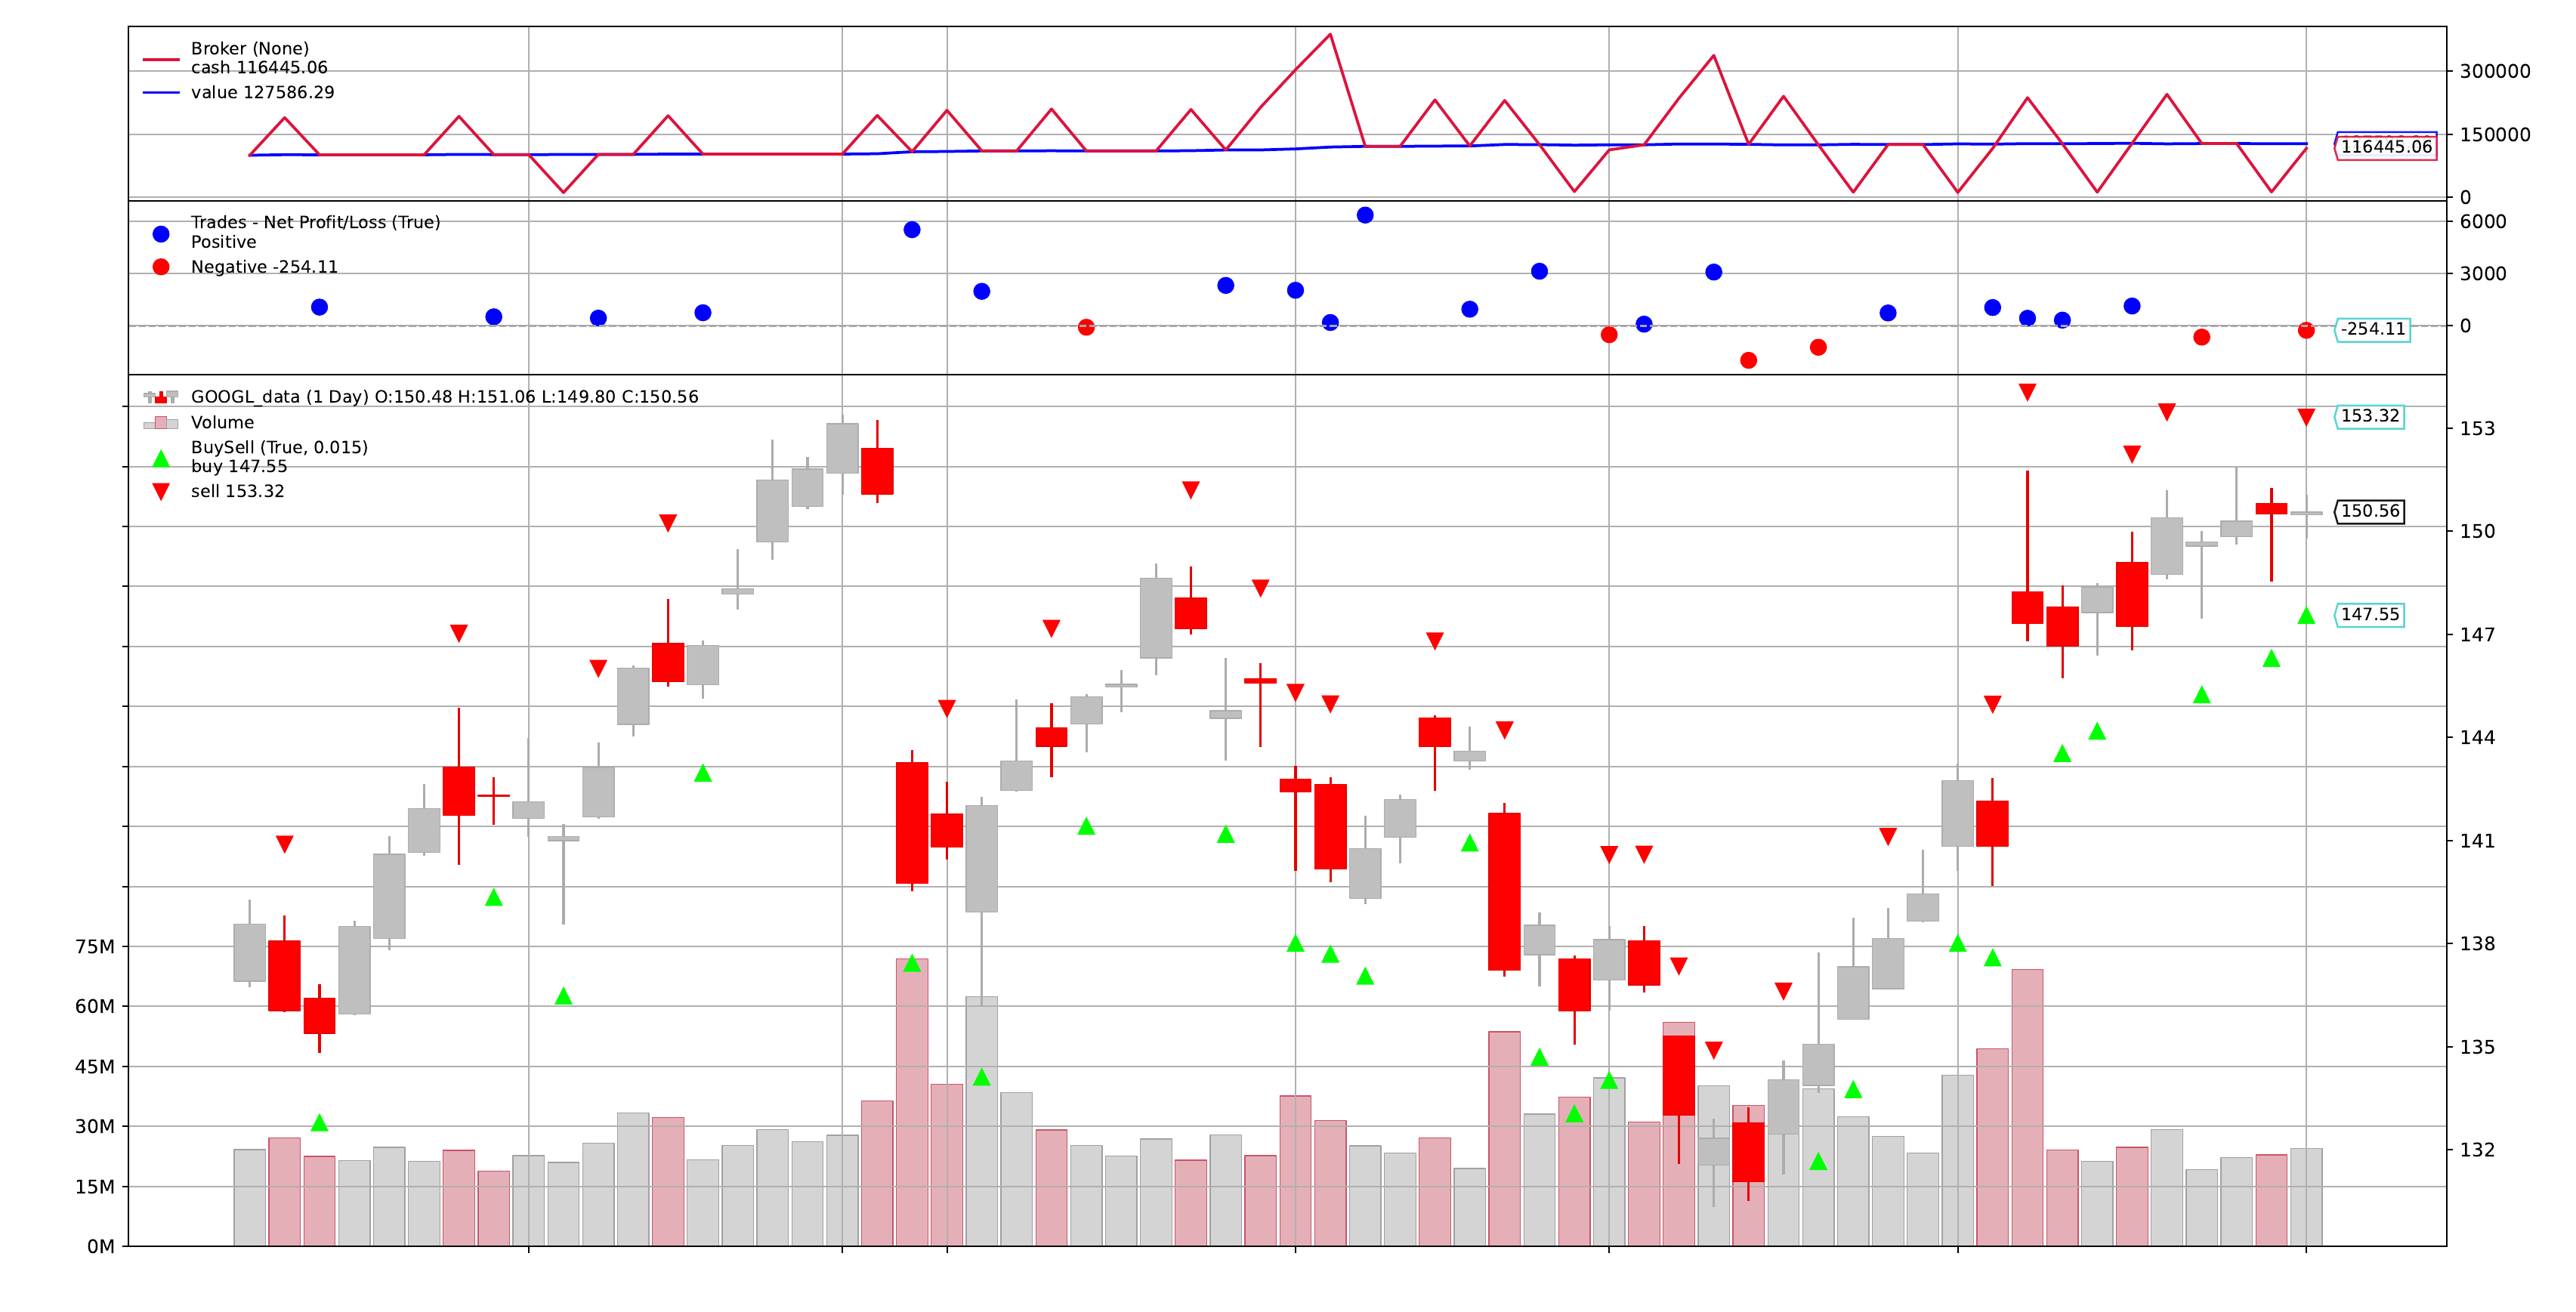 Broker (None)
cash 116445.06
value 127586.29
300000
150000
116445.06
0
Trades - Net Profit/Loss (True)
Positive
Negative -254.11
6000
3000
0
-254.11
GOOGL_data (1 Day) O:150.48 H:151.06 L:149.80 C:150.56
Volume
BuySell (True, 0.015)
buy 147.55
sell 153.32
153.32
153
150.56
150
147.55
147
144
141
138
135
132
75M
60M
45M
30M
15M
0M